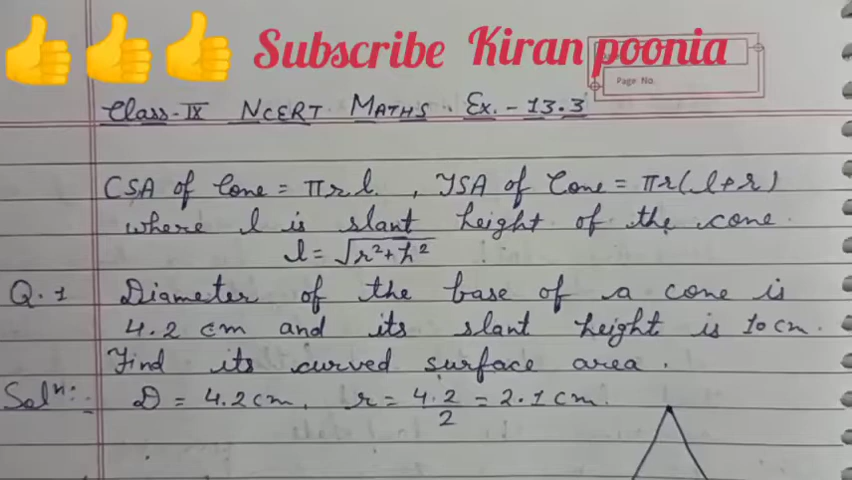 👍👍👍 Subscribe Kiran poonia
Page No.
Class-IX NCERT MATHS. Ex.-13.3
CSA of Cone = πrl., TSA of Cone = πr(l+r)
where l is slant height of the cone.
l = √r²+h²
Q.1 Diameter of the base of a cone is
4.2 cm and its slant height is 10 cm.
Find its curved surface area.
Solⁿ:- D = 4.2 cm, r = 4.2/2 = 2.1 cm.